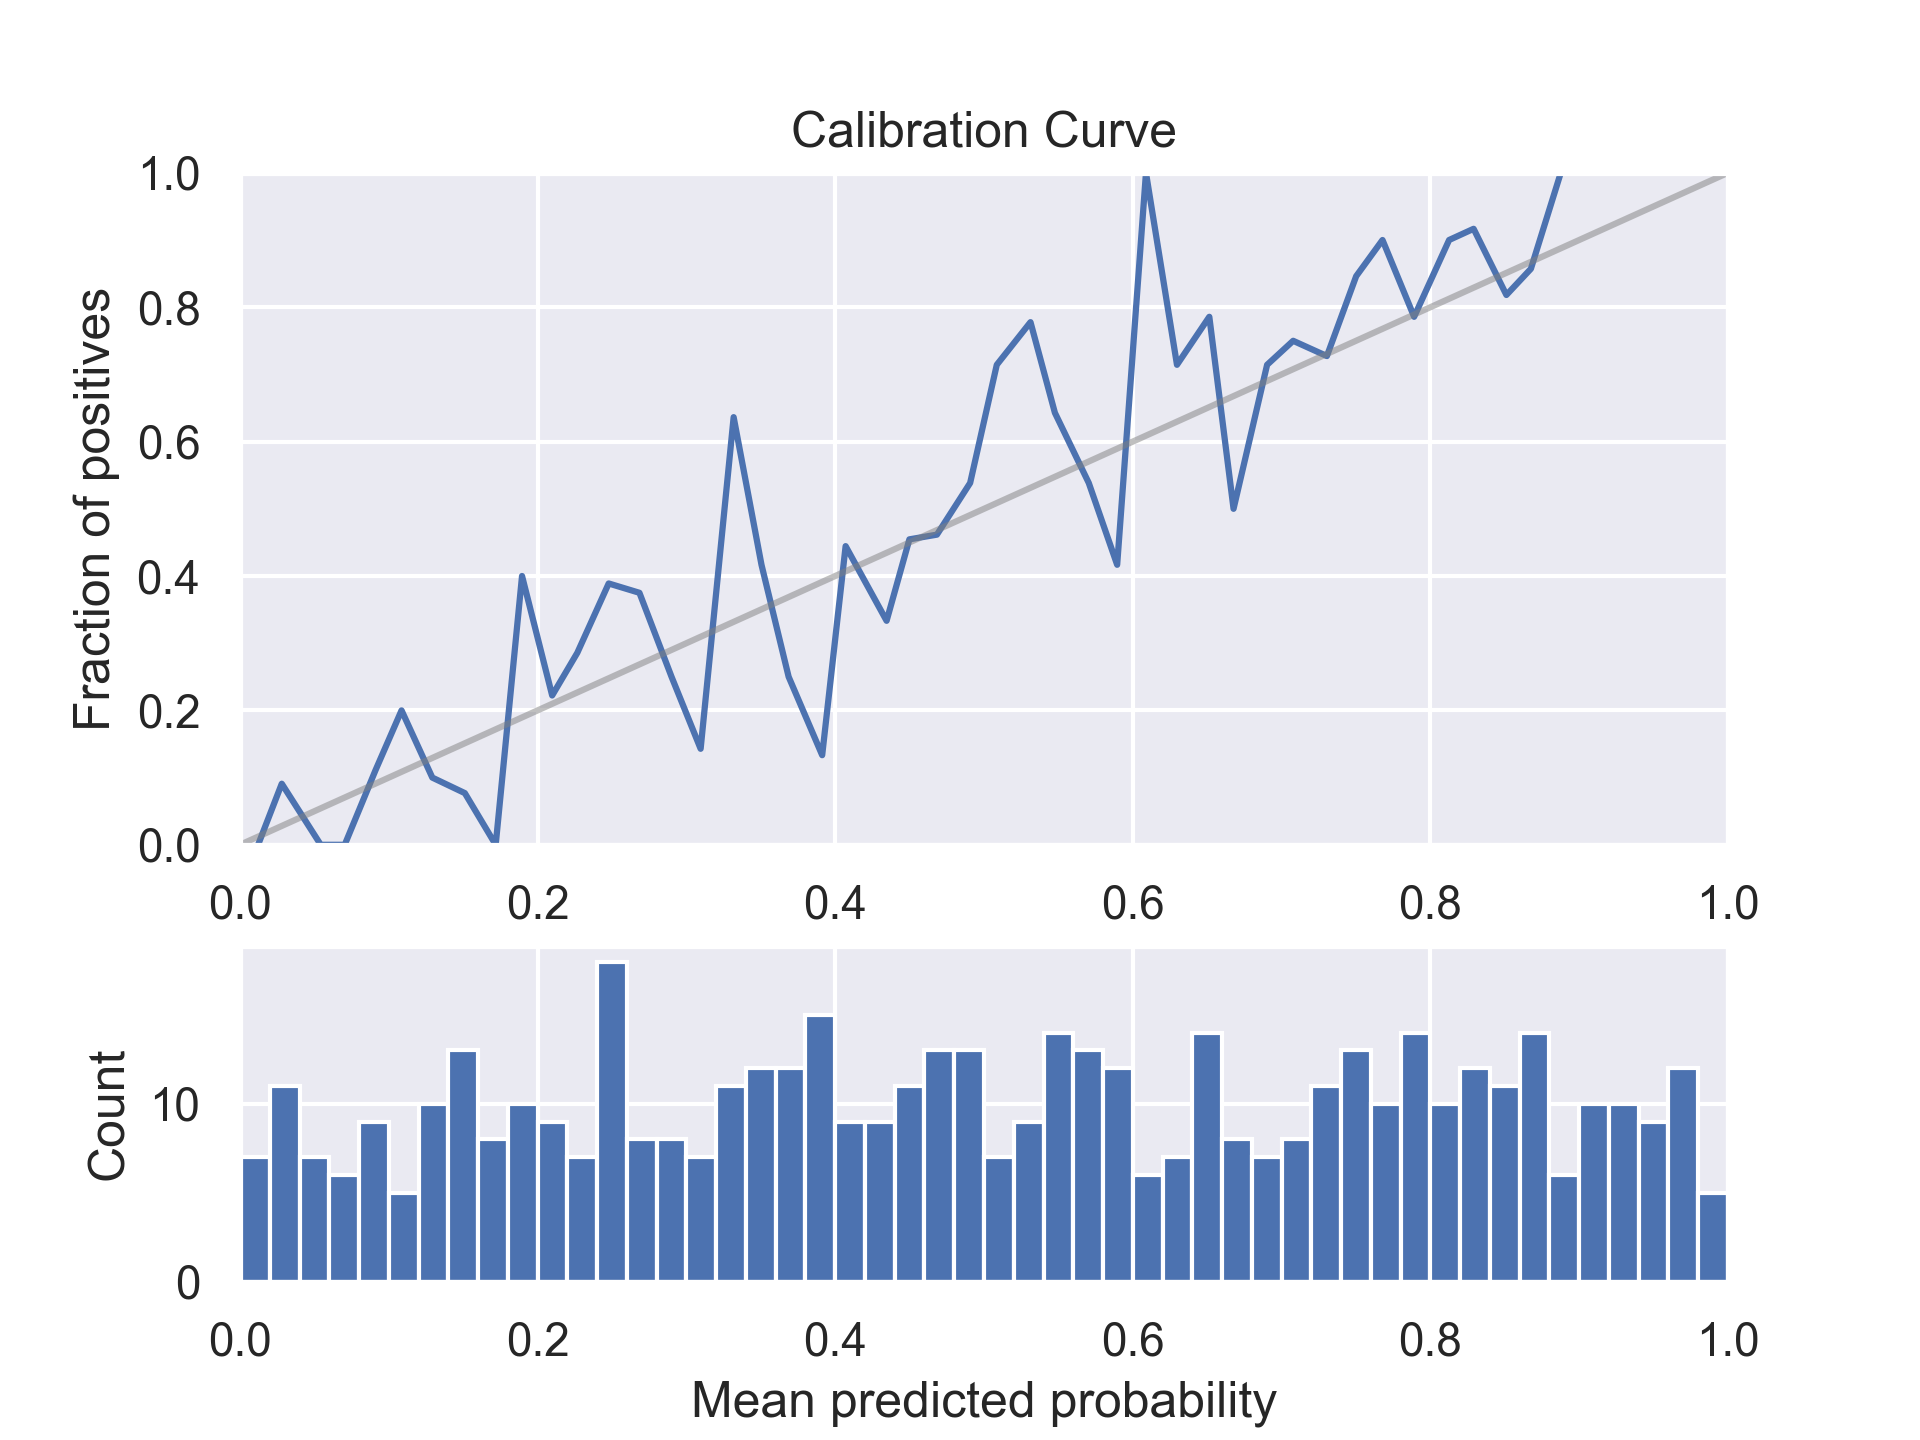 Calibration Curve
1.0
0.8
0.6
0.4
0.2
0.0
Fraction of positives
0.0 0.2 0.4 0.6 0.8 1.0
10
0
Count
0.0 0.2 0.4 0.6 0.8 1.0
Mean predicted probability